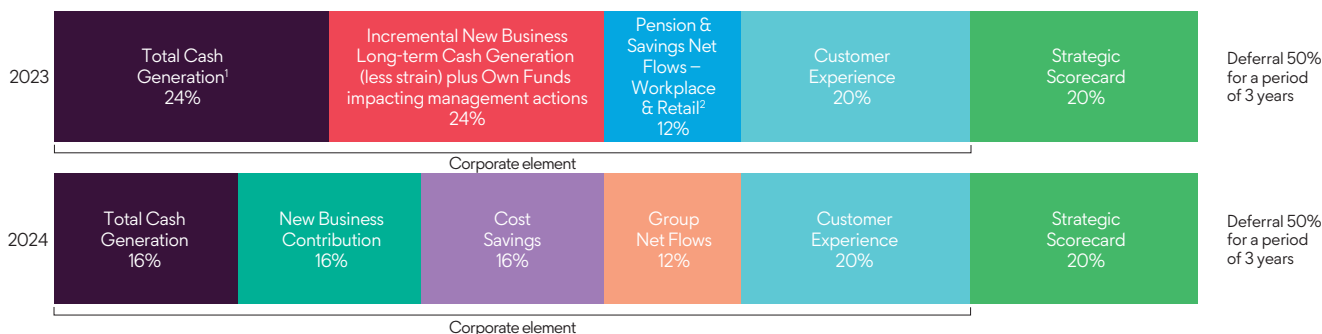 2023
Total Cash
Generation¹
24%
Incremental New Business
Long-term Cash Generation
(less strain) plus Own Funds
impacting management actions
24%
Pension &
Savings Net
Flows –
Workplace
& Retail²
12%
Customer
Experience
20%
Strategic
Scorecard
20%
Deferral 50%
for a period
of 3 years
Corporate element
2024
Total Cash
Generation
16%
New Business
Contribution
16%
Cost
Savings
16%
Group
Net Flows
12%
Customer
Experience
20%
Strategic
Scorecard
20%
Deferral 50%
for a period
of 3 years
Corporate element